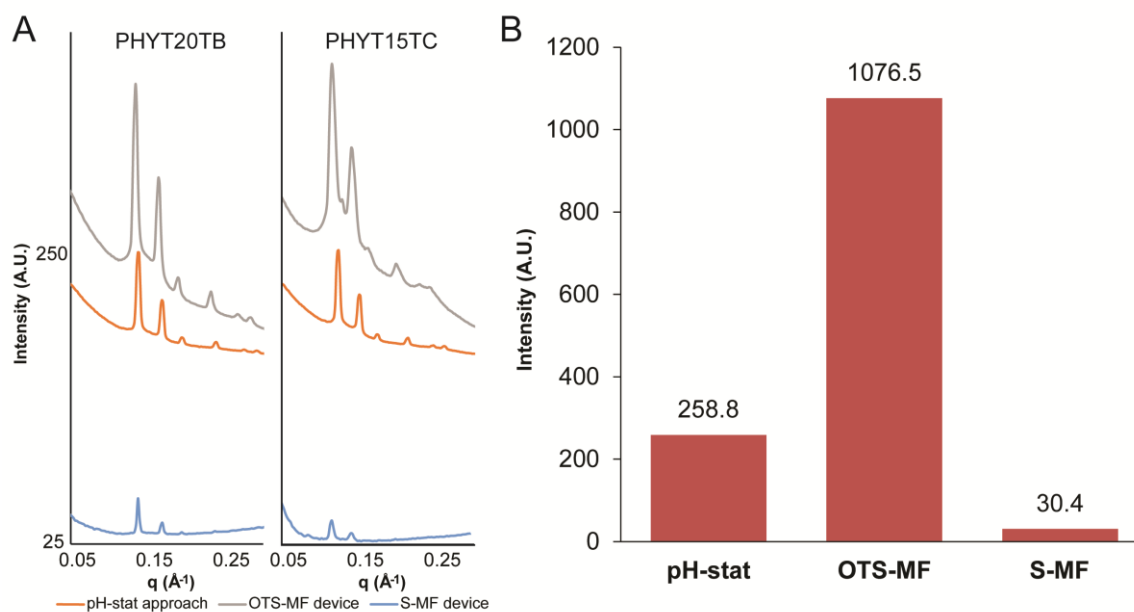 A
PHYT20TB
PHYT15TC
Intensity (A.U.)
250
25
0.05
0.15
0.25
0.05
0.15
0.25
q (Å-1)
q (Å-1)
pH-stat approach
OTS-MF device
S-MF device
B
Intensity (A.U.)
1200
1000
800
600
400
200
0
258.8
1076.5
30.4
pH-stat
OTS-MF
S-MF